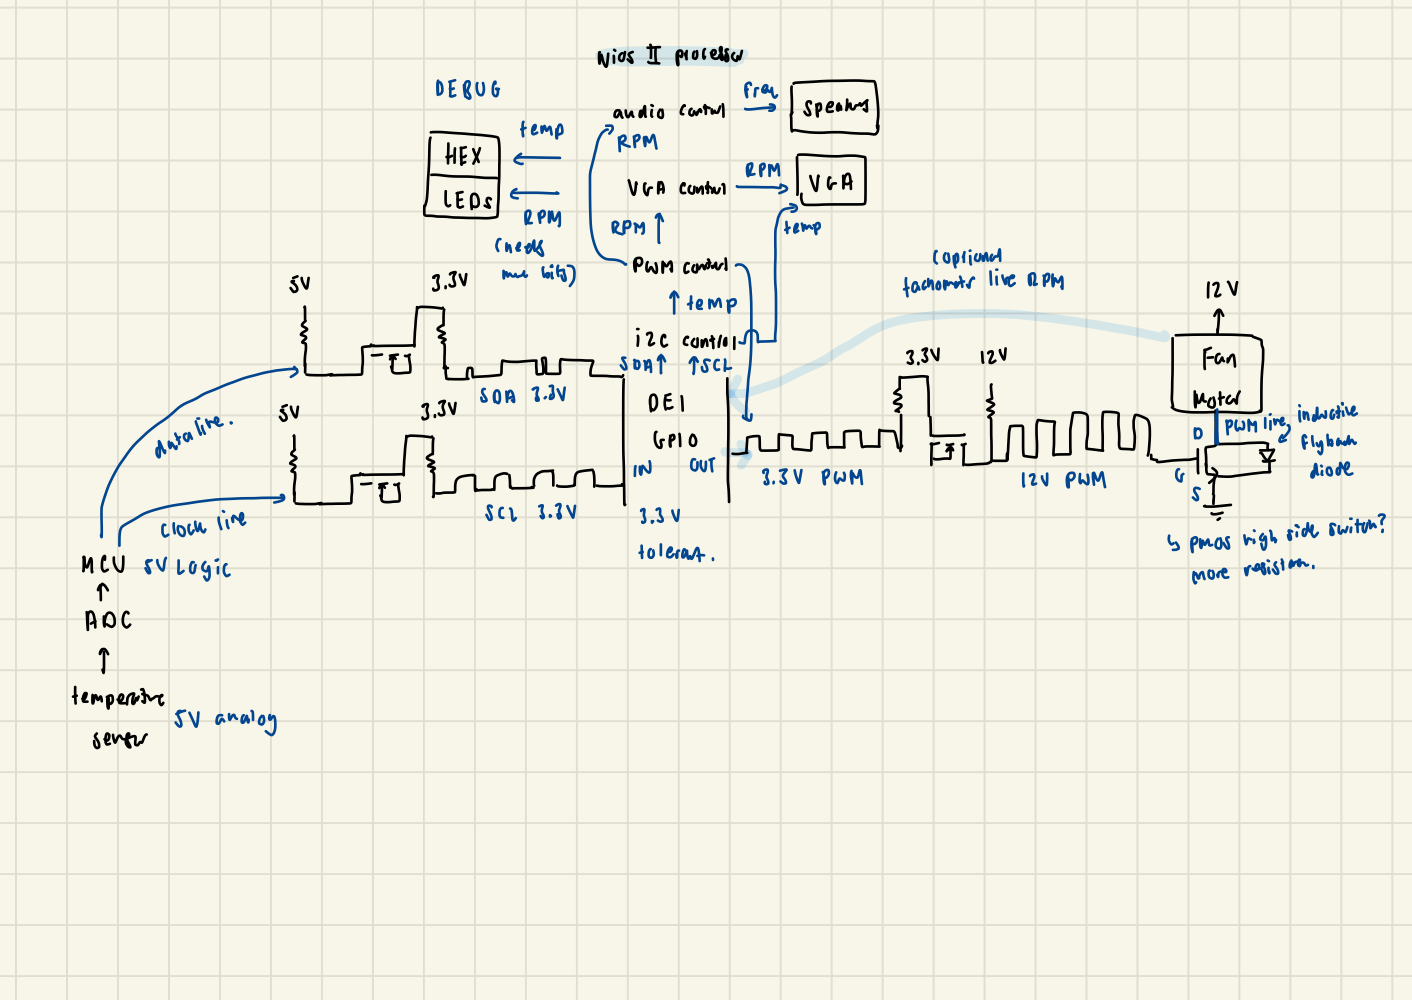 Nios II processor
DEBUG
HEX
LEDs
temp
RPM
(needs
more bits)
audio control
freq
speakers
RPM
VGA control
RPM
VGA
RPM
temp
PWM control
temp
i2c control
SDA
SCL
DE1
GPIO
IN
OUT
3.3V
tolerant.
5V
3.3V
SDA 3.3V
5V
3.3V
SCL 3.3V
data line.
Clock line
MCU
5V Logic
ADC
temperature
sensor
5V analog
(optional
tachometer live RPM
3.3V
12V
3.3V PWM
12V PWM
12V
Fan
Motor
D
PWM line
G
S
inductive
flyback
diode
↳ pmos high side switch?
more resistan.